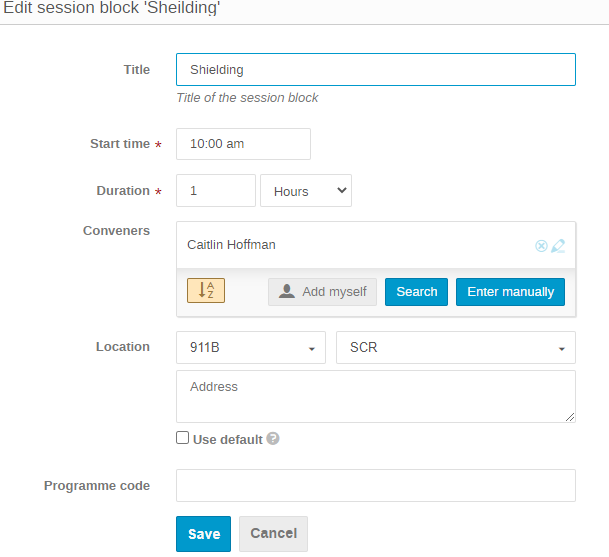 Edit session block 'Sheilding'
Title
Shielding
Title of the session block
Start time *
10:00 am
Duration *
1
Hours
Conveners
Caitlin Hoffman
A
Z
Add myself
Search
Enter manually
Location
911B
SCR
Address
Use default ?
Programme code
Save
Cancel